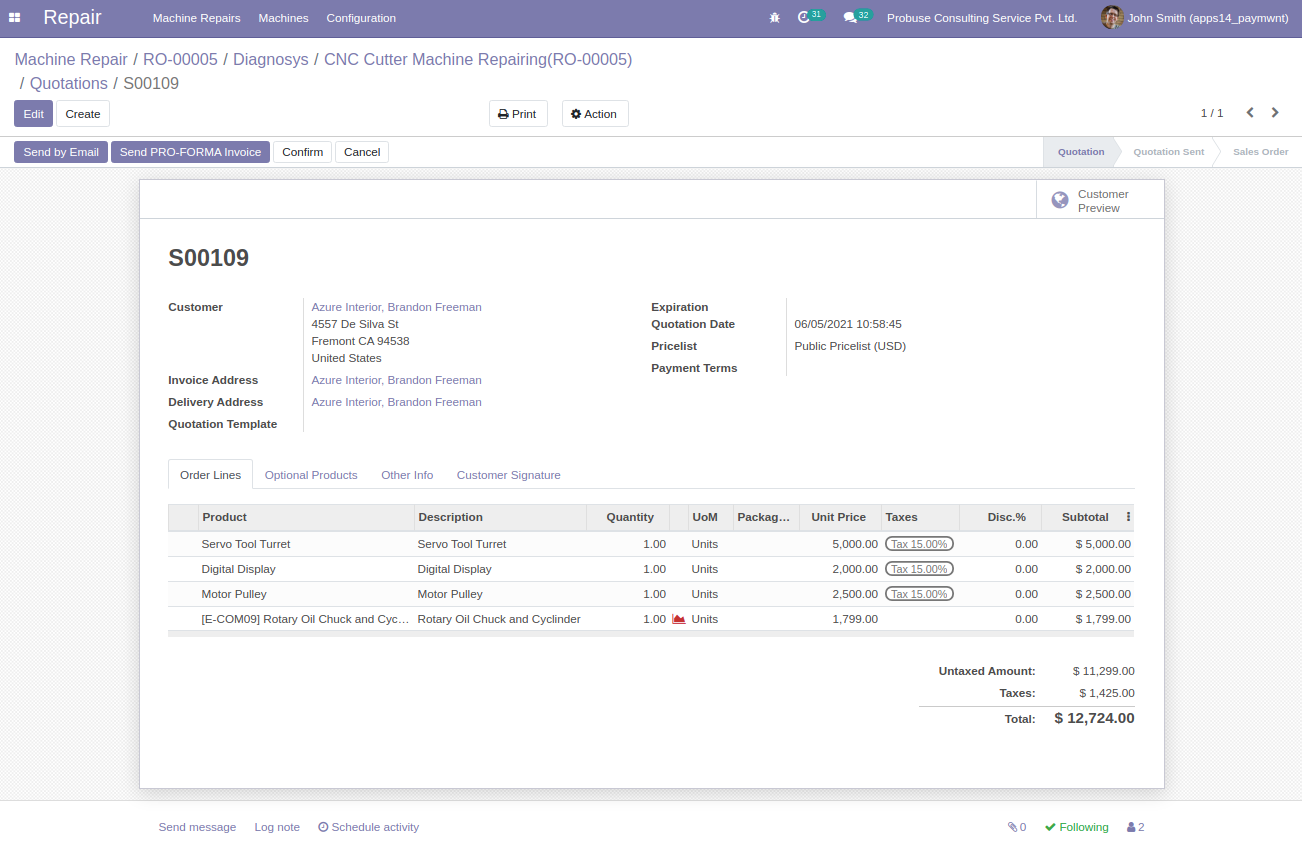 Repair Machine Repairs Machines Configuration 31 32 Probuse Consulting Service Pvt. Ltd. John Smith (apps14_paymwnt)
Machine Repair / RO-00005 / Diagnosys / CNC Cutter Machine Repairing(RO-00005)
/ Quotations / S00109
Edit Create Print Action 1 / 1
Send by Email Send PRO-FORMA Invoice Confirm Cancel Quotation Quotation Sent Sales Order
Customer
Preview
S00109
Customer Azure Interior, Brandon Freeman Expiration
4557 De Silva St Quotation Date 06/05/2021 10:58:45
Fremont CA 94538 Pricelist Public Pricelist (USD)
United States Payment Terms
Invoice Address Azure Interior, Brandon Freeman
Delivery Address Azure Interior, Brandon Freeman
Quotation Template
Order Lines Optional Products Other Info Customer Signature
Product Description Quantity UoM Packag... Unit Price Taxes Disc.% Subtotal
Servo Tool Turret Servo Tool Turret 1.00 Units 5,000.00 Tax 15.00% 0.00 $ 5,000.00
Digital Display Digital Display 1.00 Units 2,000.00 Tax 15.00% 0.00 $ 2,000.00
Motor Pulley Motor Pulley 1.00 Units 2,500.00 Tax 15.00% 0.00 $ 2,500.00
[E-COM09] Rotary Oil Chuck and Cyc... Rotary Oil Chuck and Cyclinder 1.00 Units 1,799.00 0.00 $ 1,799.00
Untaxed Amount: $ 11,299.00
Taxes: $ 1,425.00
Total: $ 12,724.00
Send message Log note Schedule activity 0 Following 2